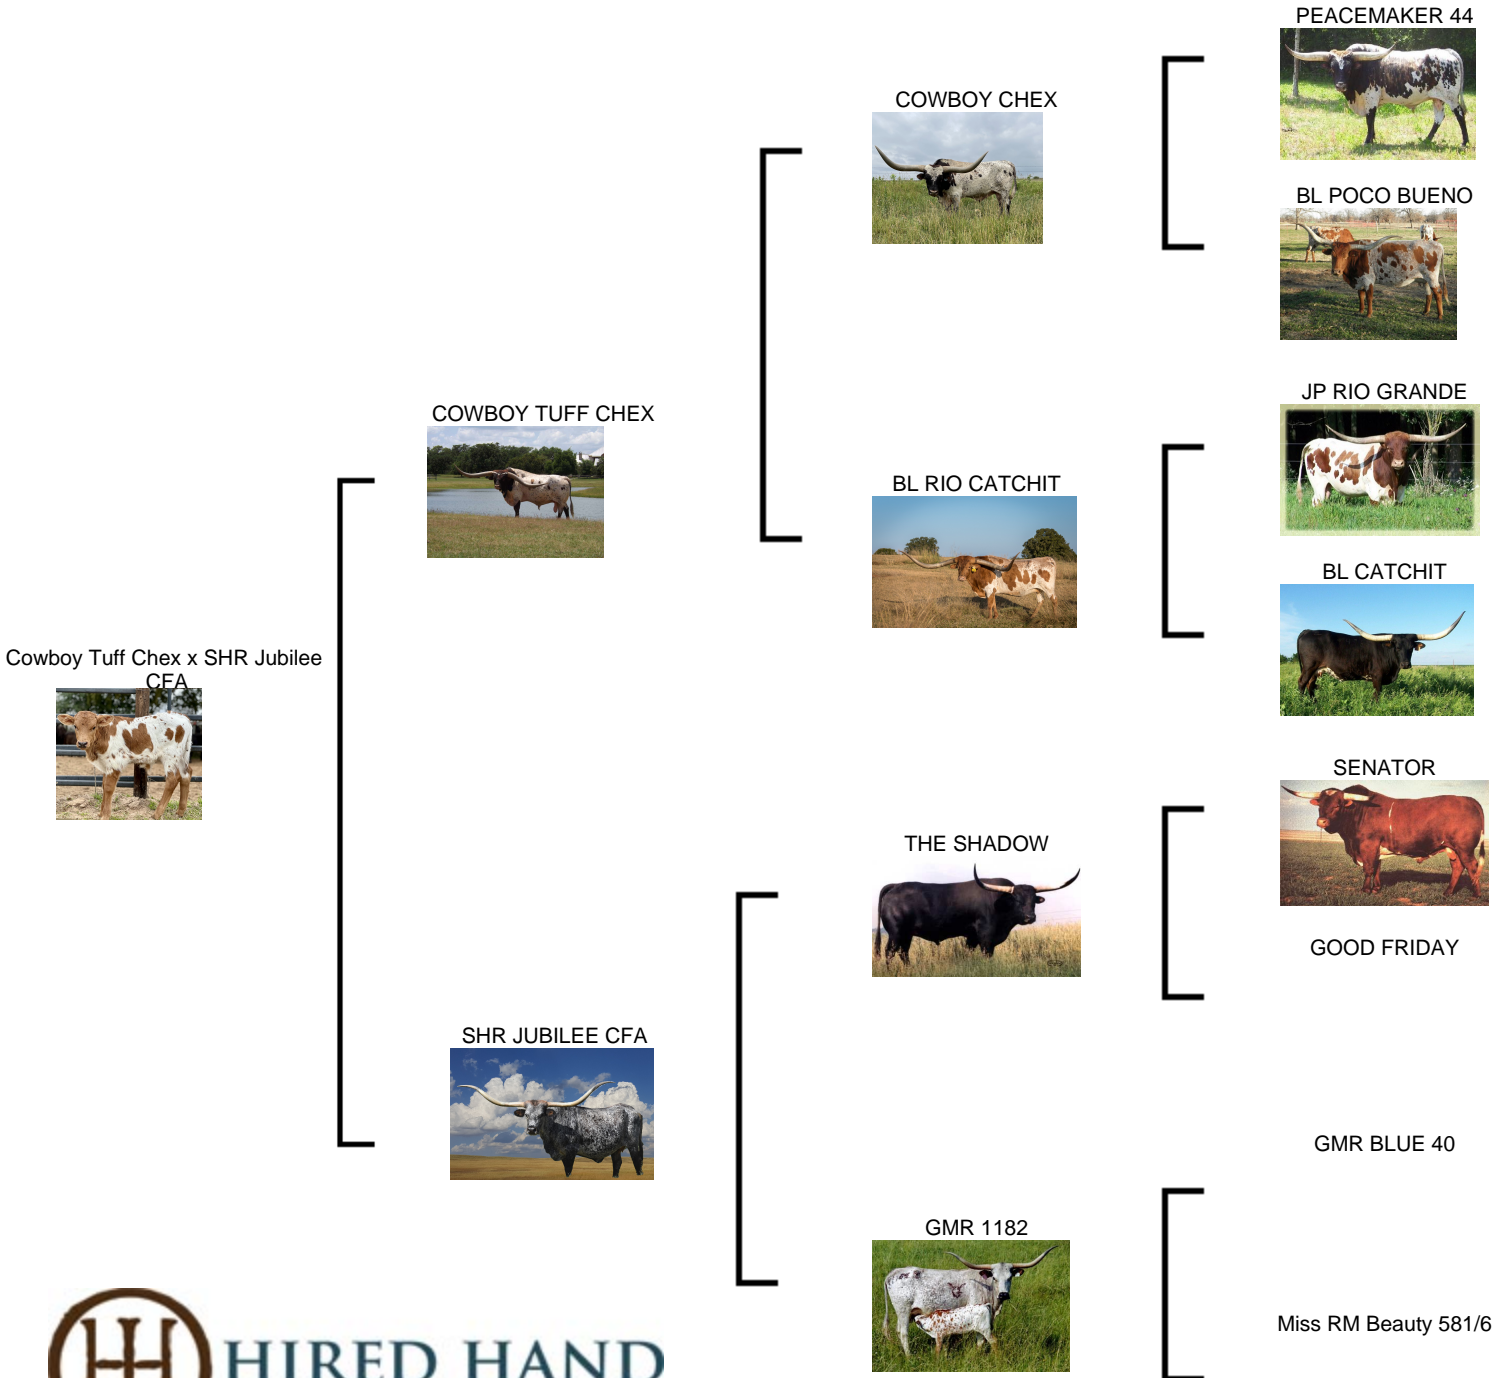 PEACEMAKER 44
COWBOY CHEX
BL POCO BUENO
COWBOY TUFF CHEX
JP RIO GRANDE
BL RIO CATCHIT
BL CATCHIT
Cowboy Tuff Chex x SHR Jubilee
CFA
SENATOR
THE SHADOW
GOOD FRIDAY
SHR JUBILEE CFA
GMR BLUE 40
GMR 1182
Miss RM Beauty 581/6
HIRED HAND